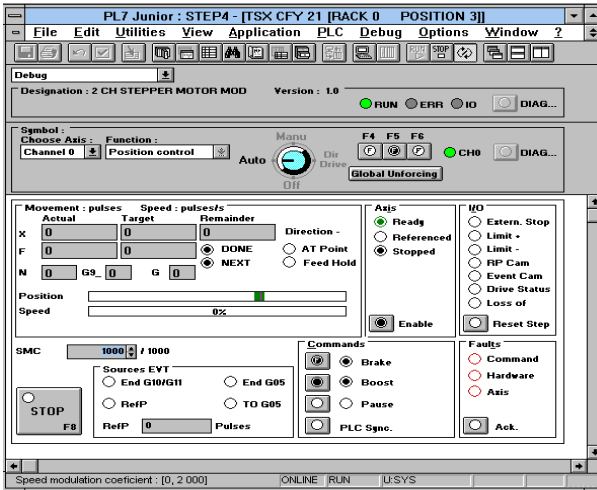 PL7 Junior : STEP4 - [TSX CFY 21 [RACK 0 POSITION 3]]
File Edit Utilities View Application PLC Debug Options Window ?
RUN STOP
Debug
Designation : 2 CH STEPPER MOTOR MOD Version : 1.0
RUN ERR IO DIAG...
Symbol :
Choose Axis : Function :
Channel 0 Position control
Manu
Auto Dir Drive
Off
F4 F5 F6
F F
CH0 DIAG...
Global Unforcing
Movement : pulses Speed : pulses/s
Actual Target Remainder
X 0 0 0 Direction -
F 0 0 DONE AT Point
NEXT Feed Hold
N 0 G9_ 0 G 0
Position
Speed 0%
Axis
Ready
Referenced
Stopped
Enable
I/O
Extern. Stop
Limit +
Limit -
RP Cam
Event Cam
Drive Status
Loss of
Reset Step
SMC 1000 / 1000
Sources EVT
End G10/G11 End G05
RefP TO G05
RefP 0 Pulses
STOP
F8
Commands
Brake
Boost
Pause
PLC Sync.
Faults
Command
Hardware
Axis
Ack.
Speed modulation coeficient : [0, 2 000] ONLINE RUN U:SYS